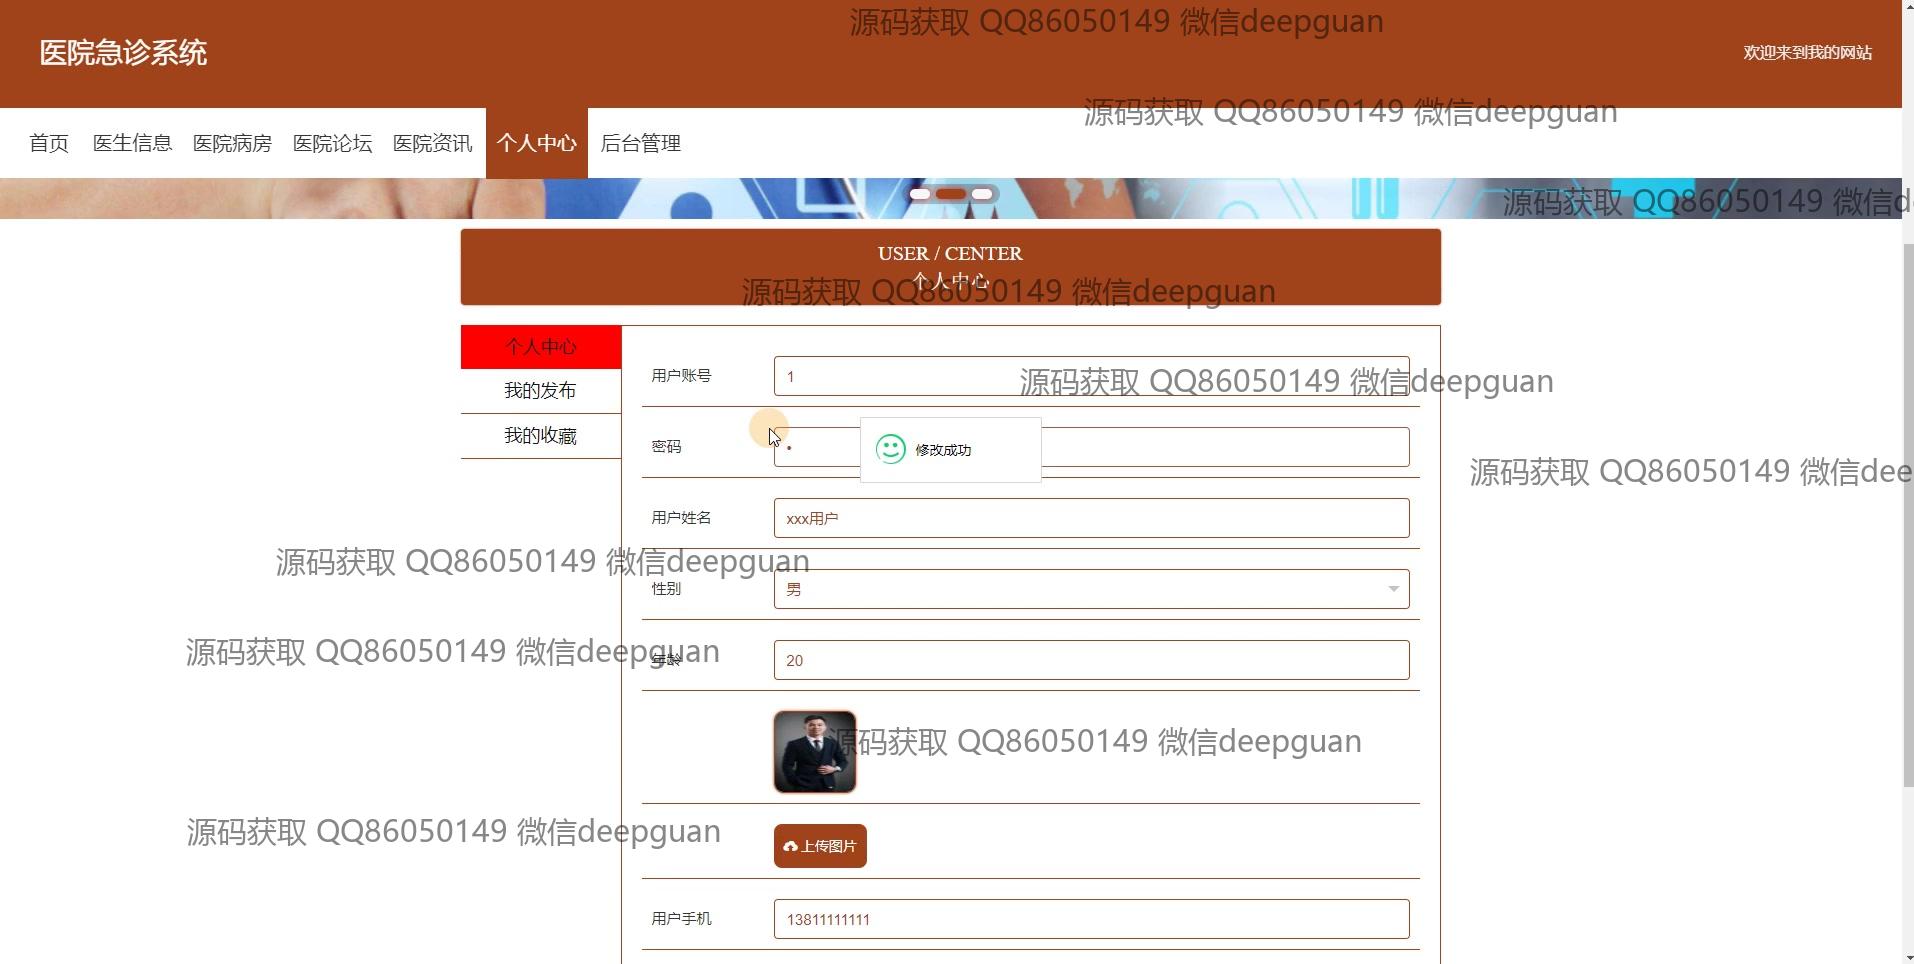 源码获取 QQ86050149 微信deepguan
医院急诊系统
欢迎来到我的网站
源码获取 QQ86050149 微信deepguan
首页 医生信息 医院病房 医院论坛 医院资讯 个人中心 后台管理
源码获取 QQ86050149 微信d
USER / CENTER
个人中心
源码获取 QQ86050149 微信deepguan
个人中心
我的发布
我的收藏
用户账号 1
源码获取 QQ86050149 微信deepguan
密码 •
修改成功
源码获取 QQ86050149 微信dee
用户姓名 xxx用户
源码获取 QQ86050149 微信deepguan
性别 男
源码获取 QQ86050149 微信deepguan
年龄 20
源码获取 QQ86050149 微信deepguan
源码获取 QQ86050149 微信deepguan
上传图片
用户手机 13811111111